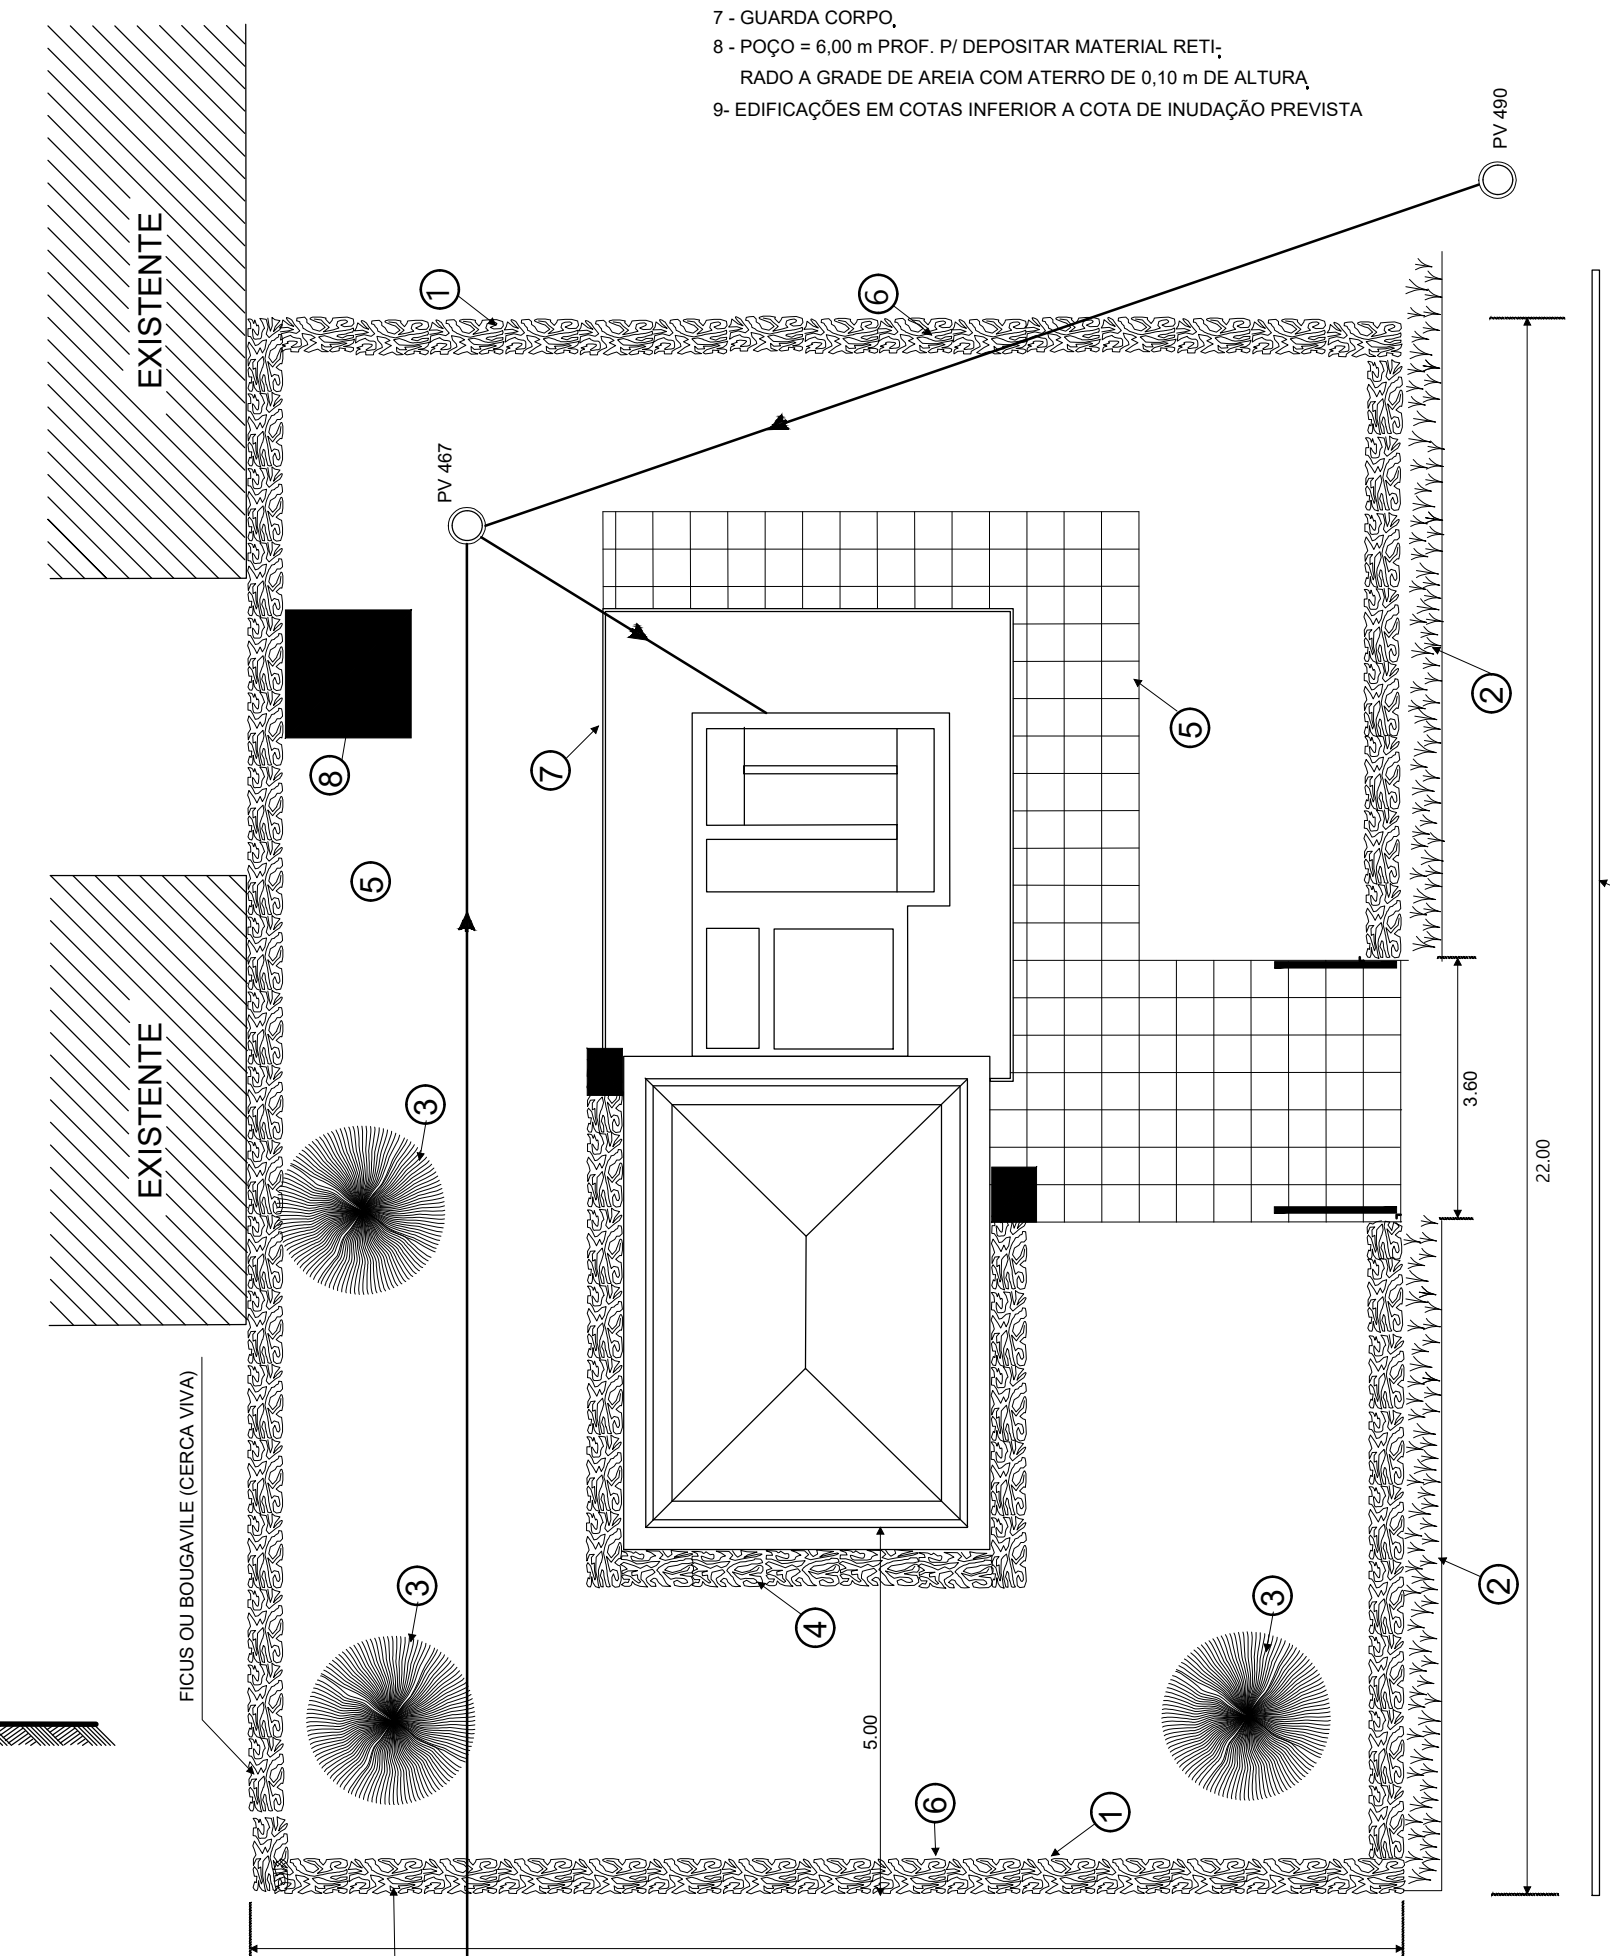 7 - GUARDA CORPO.
8 - POÇO = 6,00 m PROF. P/ DEPOSITAR MATERIAL RETI-
RADO A GRADE DE AREIA COM ATERRO DE 0,10 m DE ALTURA.
9- EDIFICAÇÕES EM COTAS INFERIOR A COTA DE INUDAÇÃO PREVISTA
PV 490
EXISTENTE
1
6
PV 467
2
5
7
8
5
EXISTENTE
3
3.60
22.00
FICUS OU BOUGAVILE (CERCA VIVA)
3
4
3
2
5.00
6
1